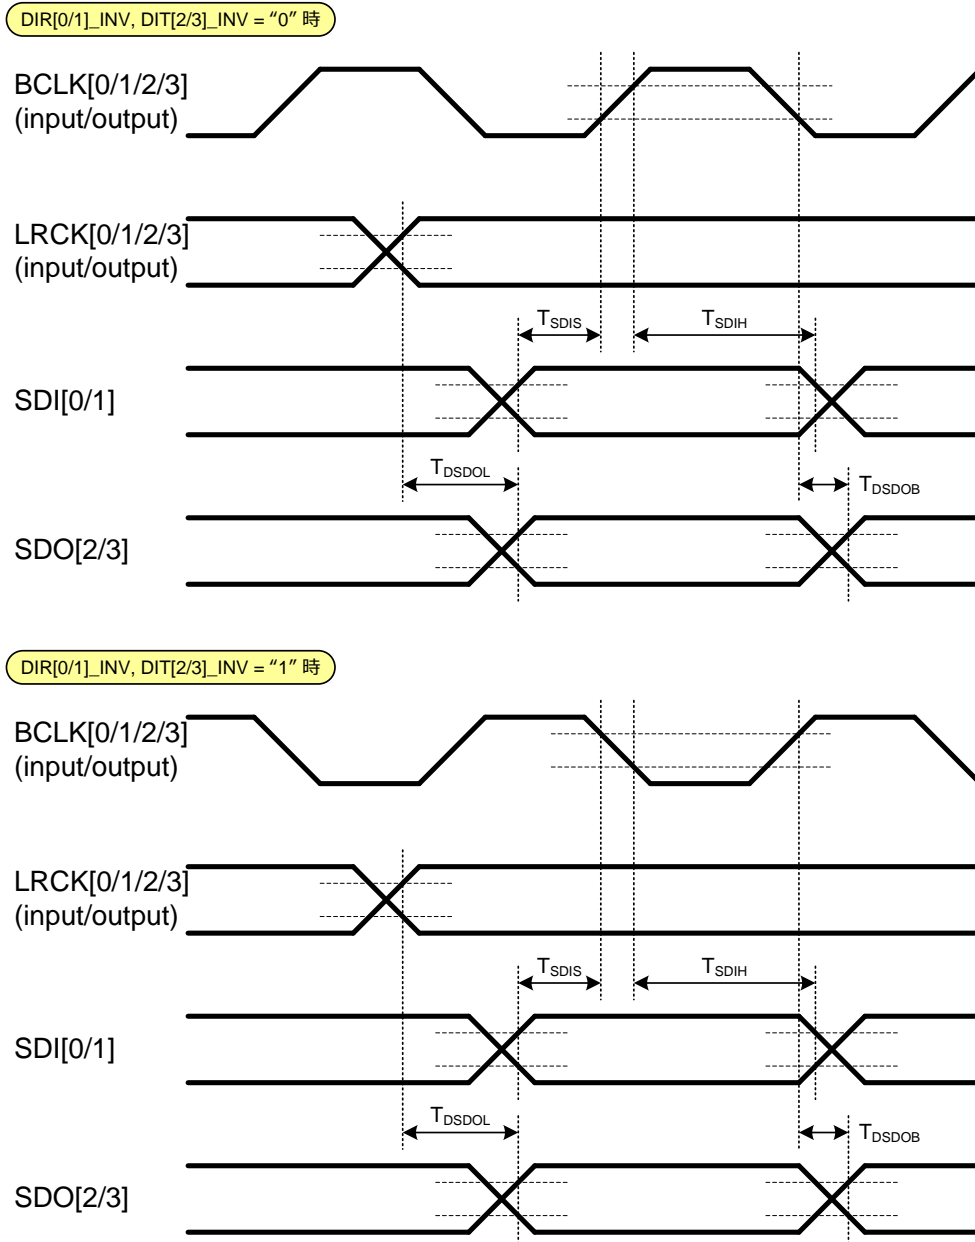 DIR[0/1]_INV, DIT[2/3]_INV = “0” 時
BCLK[0/1/2/3]
(input/output)
LRCK[0/1/2/3]
(input/output)
TSDIS
TSDIH
SDI[0/1]
TDSDOL
TDSDOB
SDO[2/3]
DIR[0/1]_INV, DIT[2/3]_INV = “1” 時
BCLK[0/1/2/3]
(input/output)
LRCK[0/1/2/3]
(input/output)
TSDIS
TSDIH
SDI[0/1]
TDSDOL
TDSDOB
SDO[2/3]